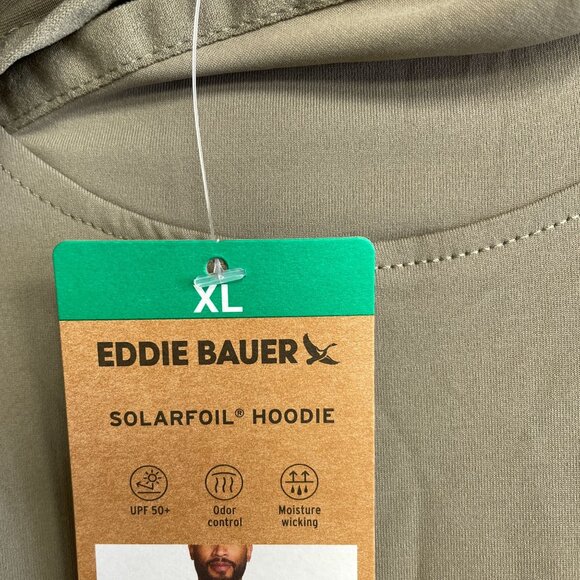 XL
EDDIE BAUER
SOLARFOIL® HOODIE
UPF 50+
Odor control
Moisture wicking